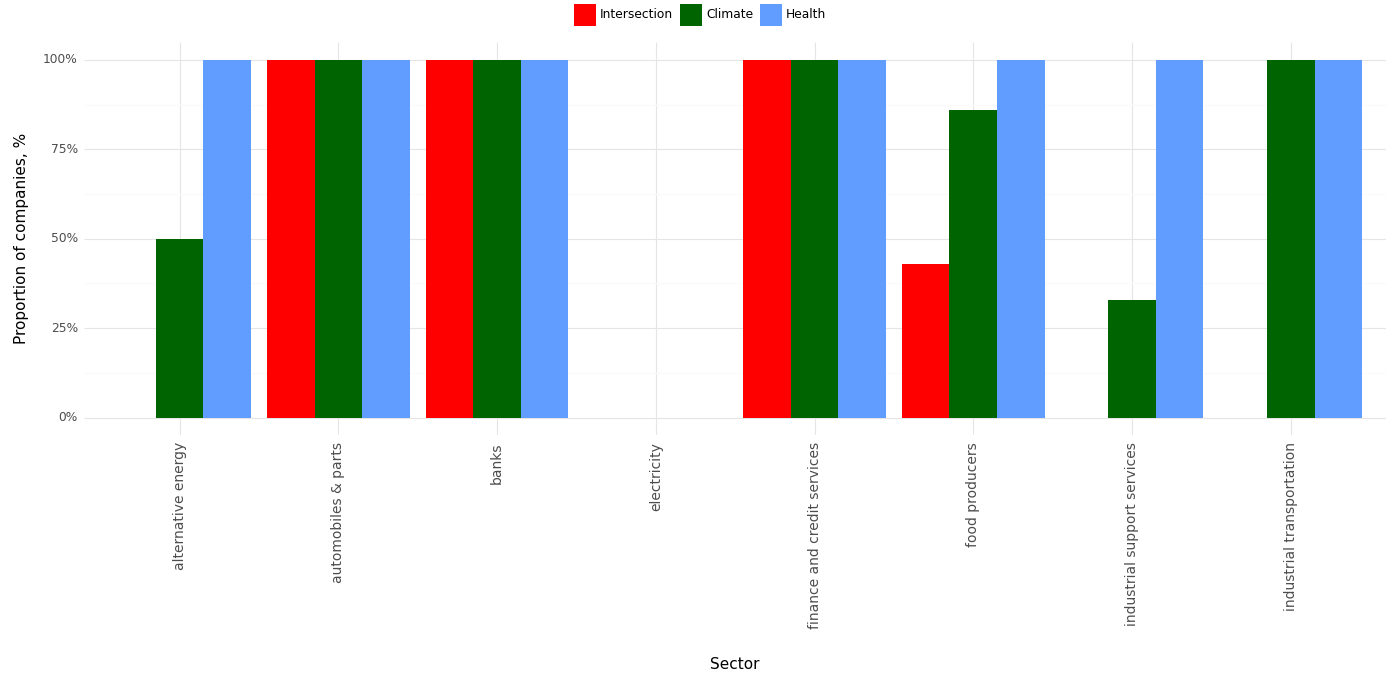 Intersection Climate Health
Proportion of companies, %
100%
75%
50%
25%
0%
alternative energy
automobiles & parts
banks
electricity
finance and credit services
food producers
industrial support services
industrial transportation
Sector